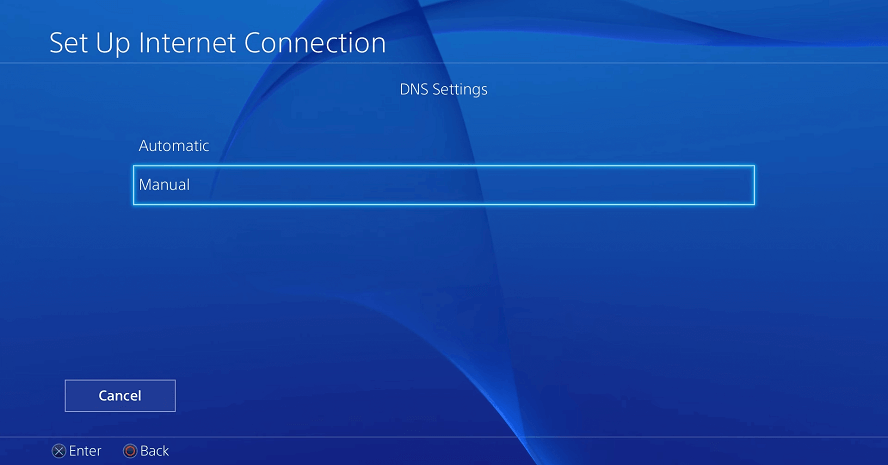 Set Up Internet Connection
DNS Settings
Automatic
Manual
Cancel
Enter Back